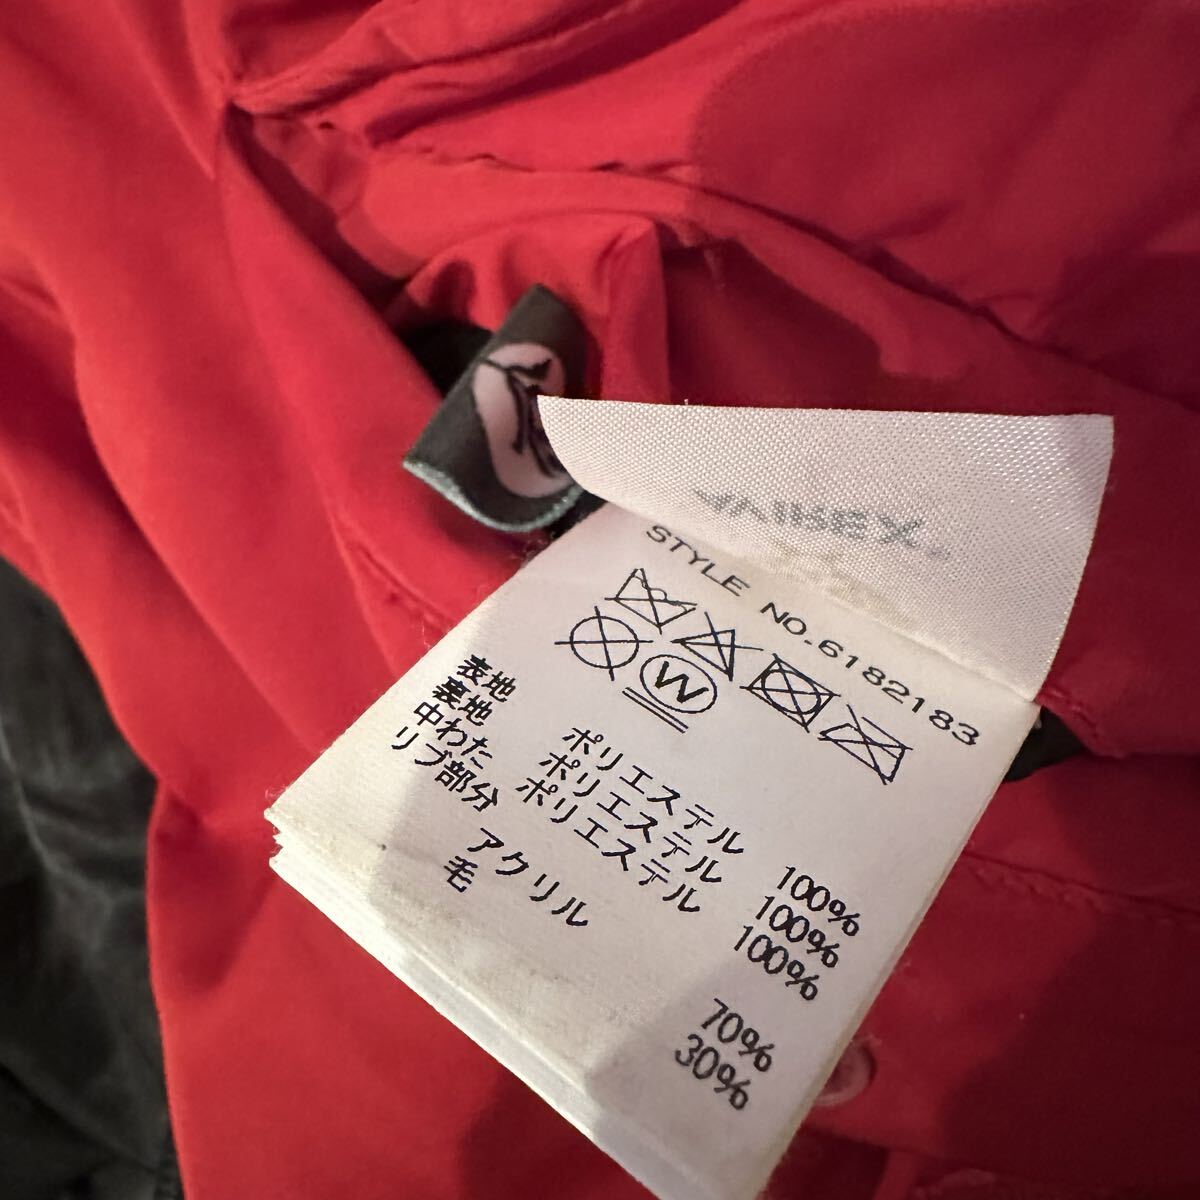 STYLE NO.6182183
W
表地 ポリエステル 100%
裏地 ポリエステル 100%
中わた ポリエステル 100%
リブ部分
アクリル 70%
毛 30%